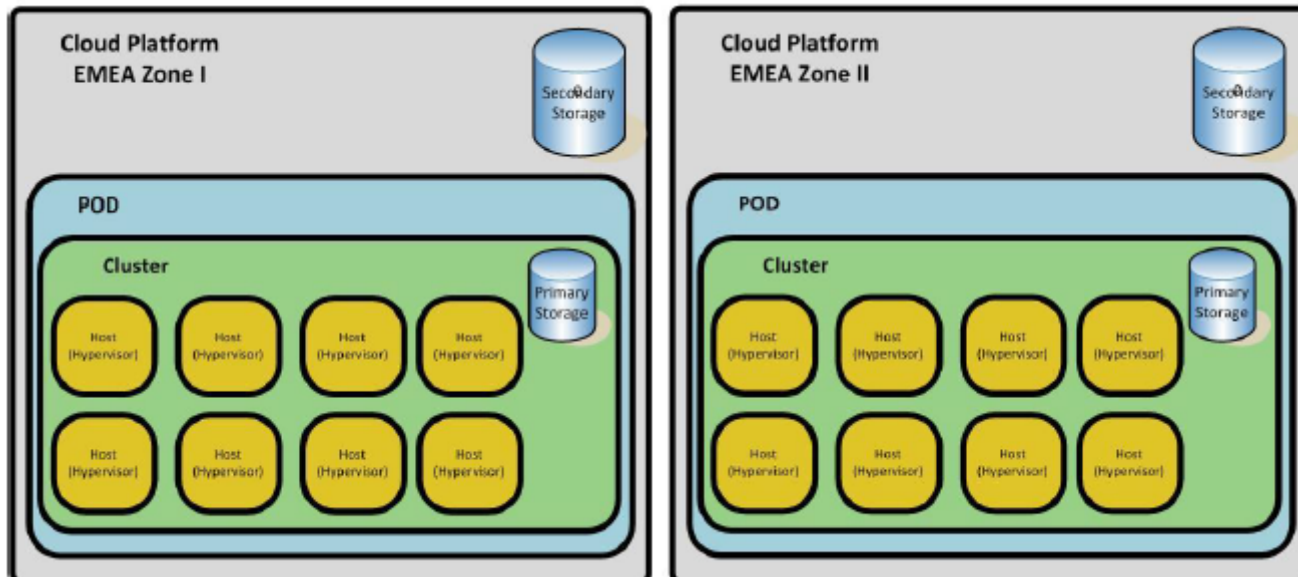 Cloud Platform
EMEA Zone I
Secondary
Storage
POD
Cluster
Primary
Storage
Host
(Hypervisor)
Host
(Hypervisor)
Host
(Hypervisor)
Host
(Hypervisor)
Host
(Hypervisor)
Host
(Hypervisor)
Host
(Hypervisor)
Host
(Hypervisor)
Cloud Platform
EMEA Zone II
Secondary
Storage
POD
Cluster
Primary
Storage
Host
(Hypervisor)
Host
(Hypervisor)
Host
(Hypervisor)
Host
(Hypervisor)
Host
(Hypervisor)
Host
(Hypervisor)
Host
(Hypervisor)
Host
(Hypervisor)